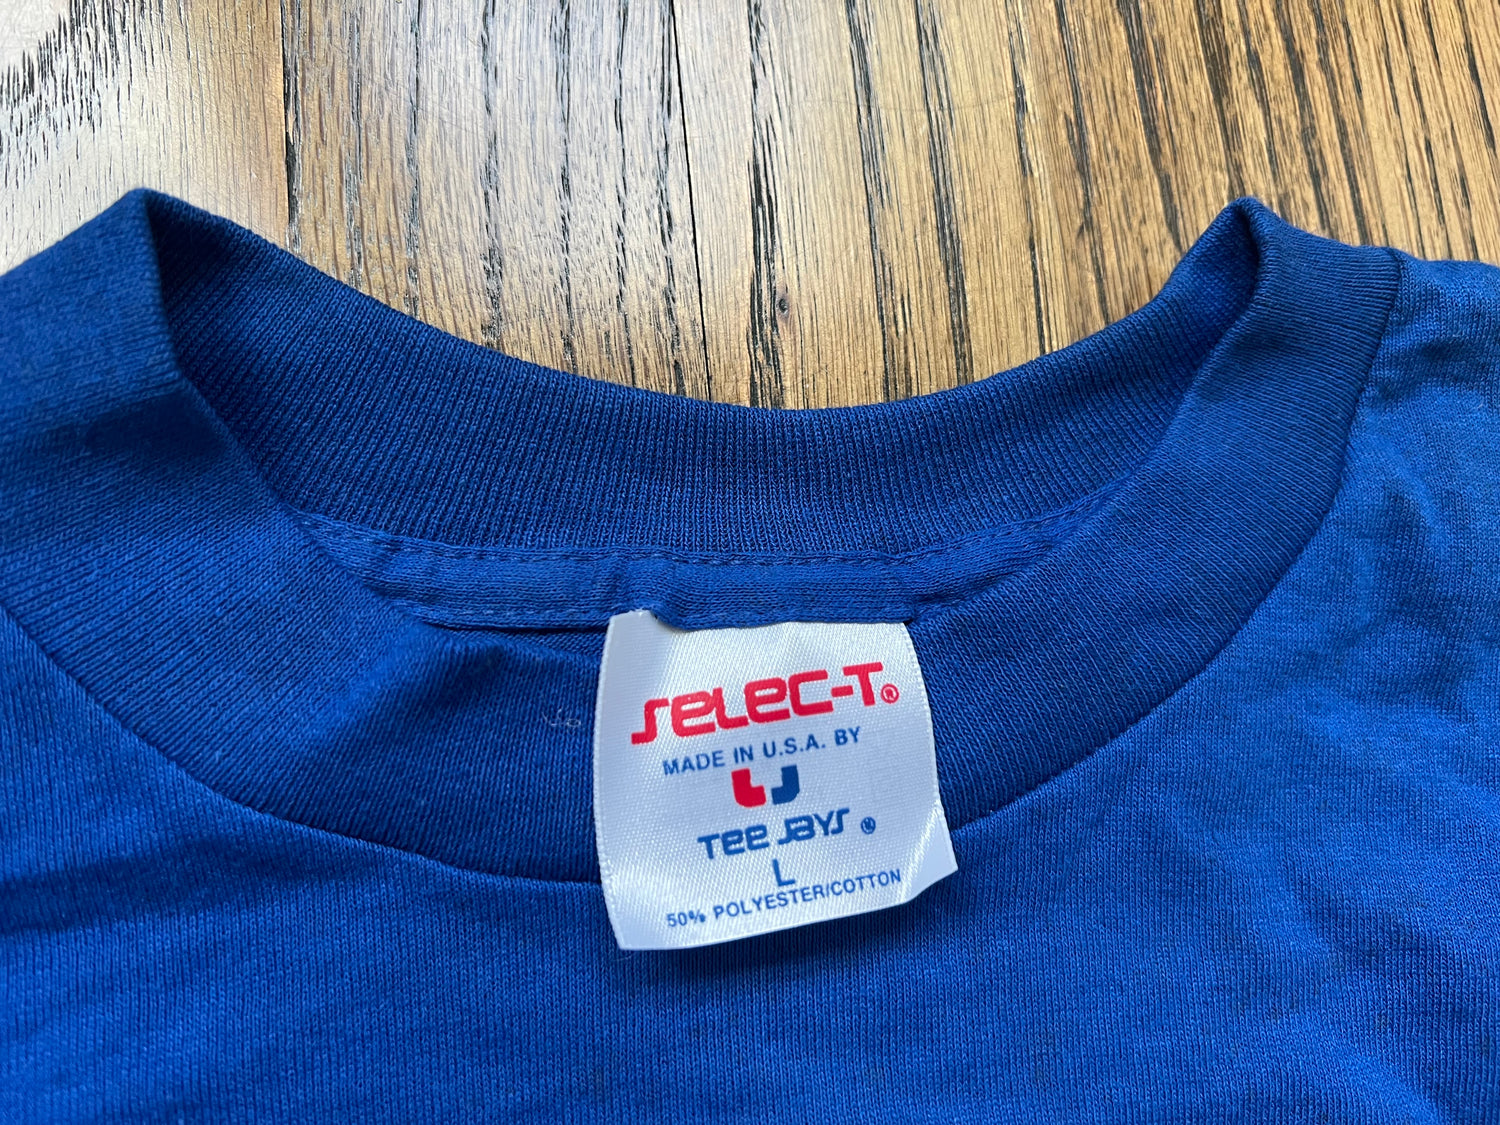 SELEC-T®
MADE IN U.S.A. BY
TEE JAYS ®
L
50% POLYESTER/COTTON